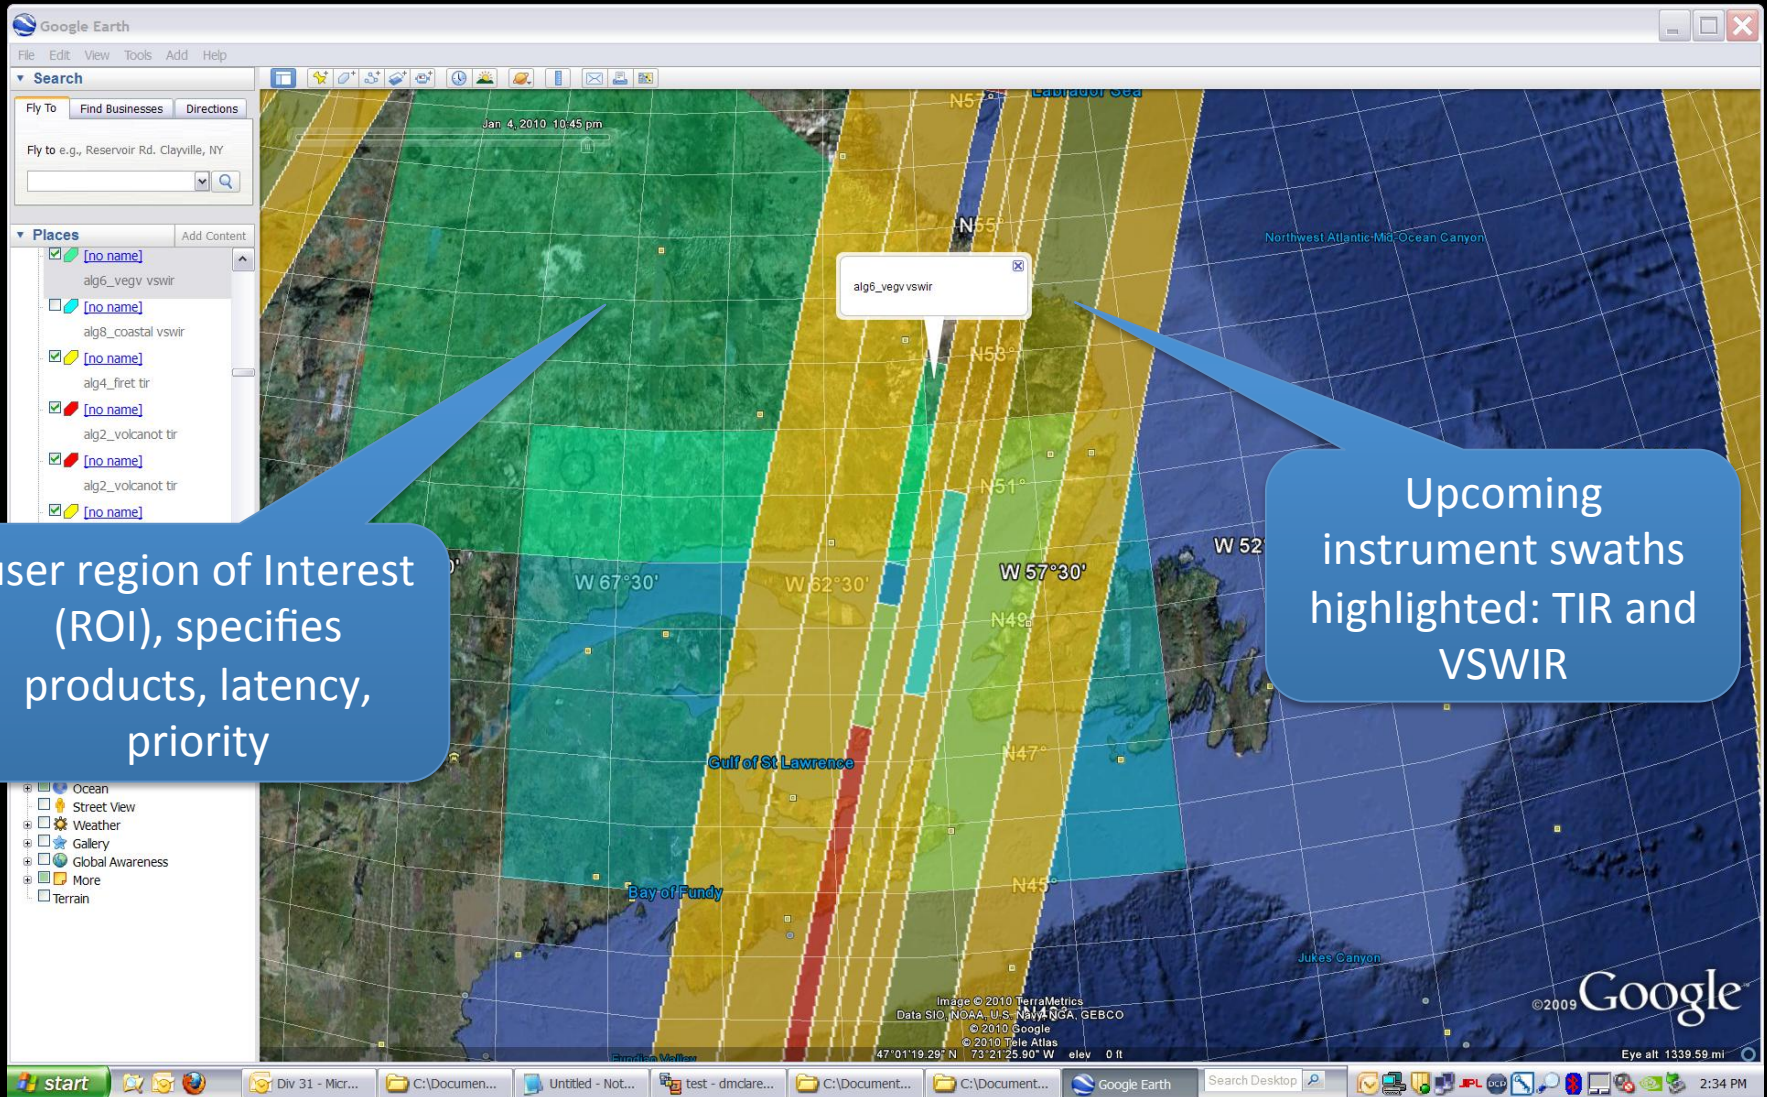 Google Earth
File Edit View Tools Add Help
Search
Fly To Find Businesses Directions
Fly to e.g., Reservoir Rd. Clayville, NY
Places Add Content
[no name]
alg6_vegv vswir
[no name]
alg8_coastal vswir
[no name]
alg4_firet tir
[no name]
alg2_volcanot tir
[no name]
alg2_volcanot tir
[no name]
user region of Interest
(ROI), specifies
products, latency,
priority
Ocean
Street View
Weather
Gallery
Global Awareness
More
Terrain
Jan 4, 2010 10:45 pm
N57°
Labrador Sea
N55°
Northwest Atlantic Mid-Ocean Canyon
alg6_vegv vswir
N53°
N51°
Upcoming
instrument swaths
highlighted: TIR and
VSWIR
W 52°
W 67°30'
W 62°30'
W 57°30'
N49°
N47°
Gulf of St Lawrence
N45°
Bay of Fundy
Jukes Canyon
Image © 2010 TerraMetrics
Data SIO, NOAA, U.S. Navy, NGA, GEBCO
© 2010 Google
© 2010 Tele Atlas
©2009 Google
Fundian Valley
47°01'19.29" N 73°21'25.90" W elev 0 ft
Eye alt 1339.59 mi
start
Div 31 - Micr...
C:\Documen...
Untitled - Not...
test - dmclare...
C:\Document...
C:\Document...
Google Earth
Search Desktop
JPL
DCP
2:34 PM